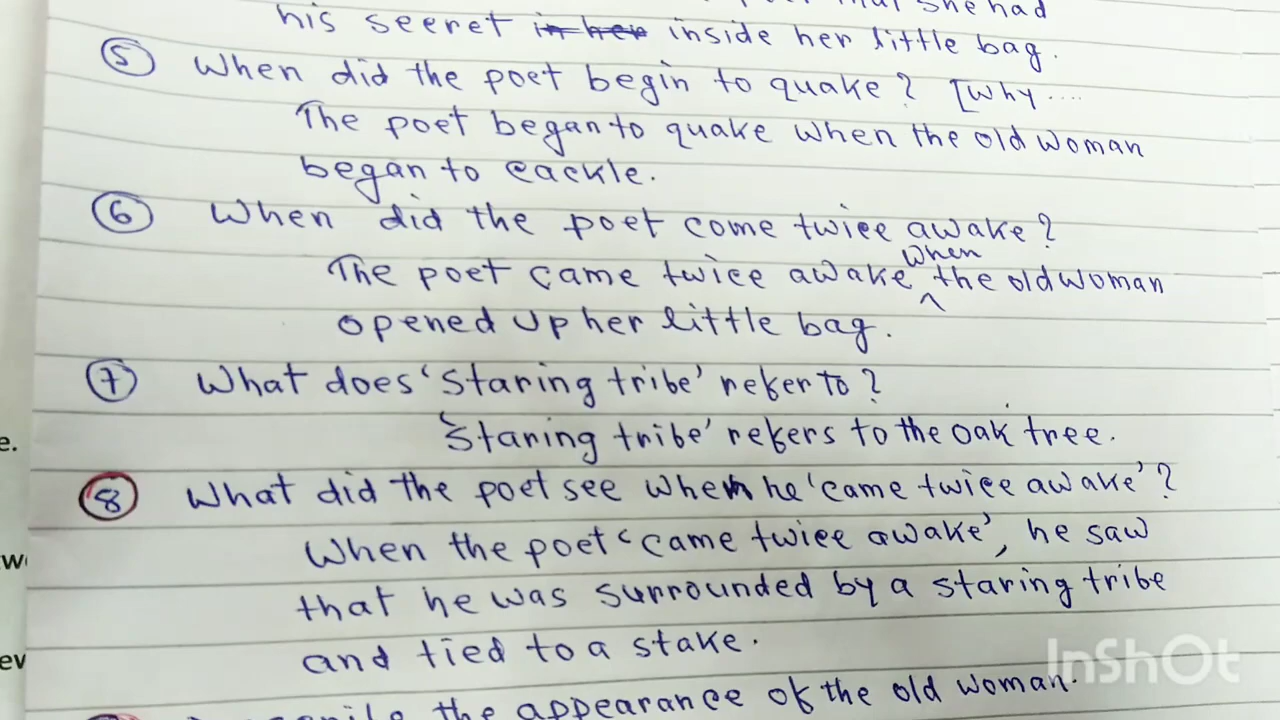 that she had
his secret in her inside her little bag.
⑤ When did the poet begin to quake? [Why ....
The poet began to quake when the old woman
began to cackle.
⑥ When did the poet come twice awake?
The poet came twice awake when the old woman
opened up her little bag.
⑦ What does 'staring tribe' refer to?
'Staring tribe' refers to the oak tree.
e.
⑧ What did the poet see when he 'came twice awake'?
When the poet 'came twice awake', he saw
that he was surrounded by a staring tribe
and tied to a stake.
ev
InShOt
the appearance of the old woman.